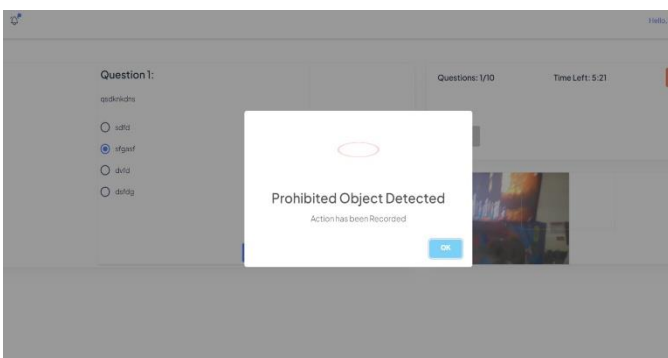 Hello,
Question 1:
Questions: 1/10
Time Left: 5:21
qsdknkdns
sdfd
sfgasf
dvfd
dsfdg
Prohibited Object Detected
Action has been Recorded
OK